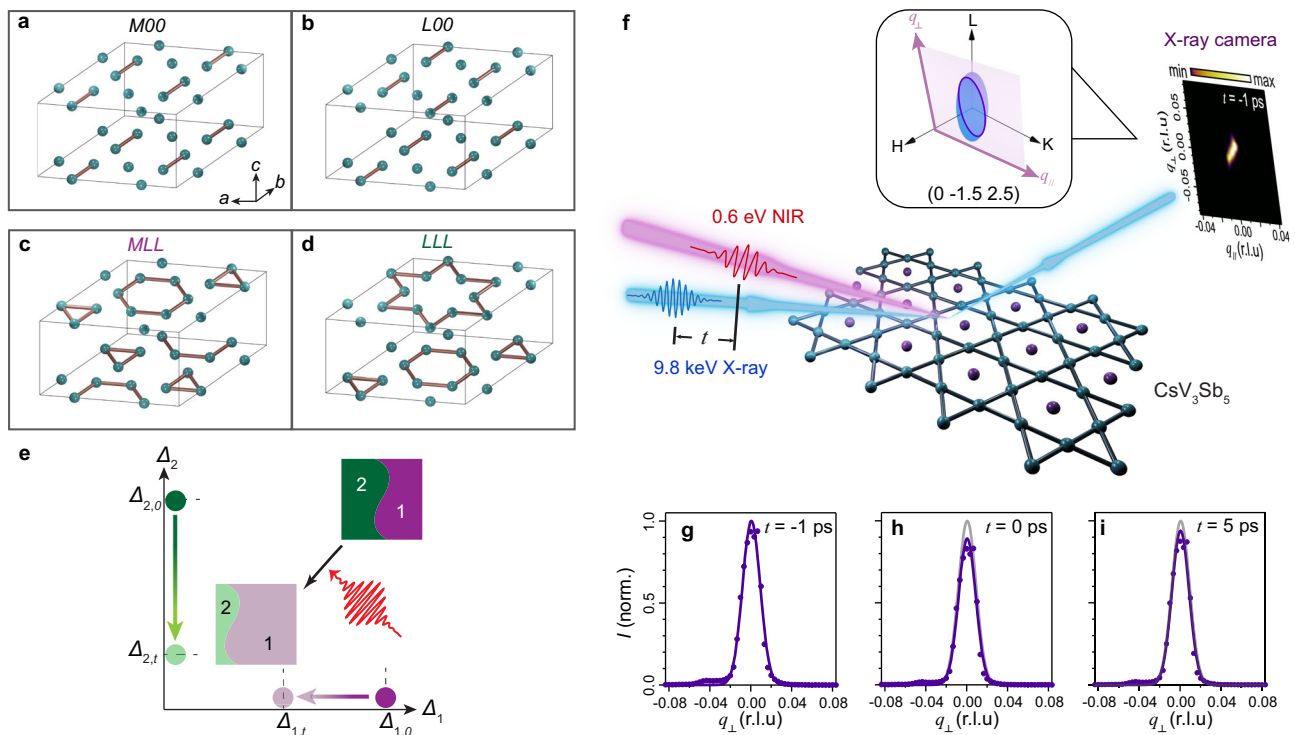 a
M00
c
b
a
b
L00
c
MLL
d
LLL
e
Δ2
Δ2,0
Δ2,t
2
1
2
1
Δ1,t
Δ1,0
Δ1
f
q⊥
L
H
K
q||
(0 -1.5 2.5)
X-ray camera
min
max
t = -1 ps
q⊥ (r.l.u)
0.05
0.00
-0.05
-0.04
0.00
0.04
q|| (r.l.u)
0.6 eV NIR
t
9.8 keV X-ray
CsV3Sb5
g
t = -1 ps
I (norm.)
1.0
0.5
0.0
-0.08
-0.04
0.00
0.04
0.08
q⊥ (r.l.u)
h
t = 0 ps
-0.08
-0.04
0.00
0.04
0.08
q⊥ (r.l.u)
i
t = 5 ps
-0.08
-0.04
0.00
0.04
0.08
q⊥ (r.l.u)